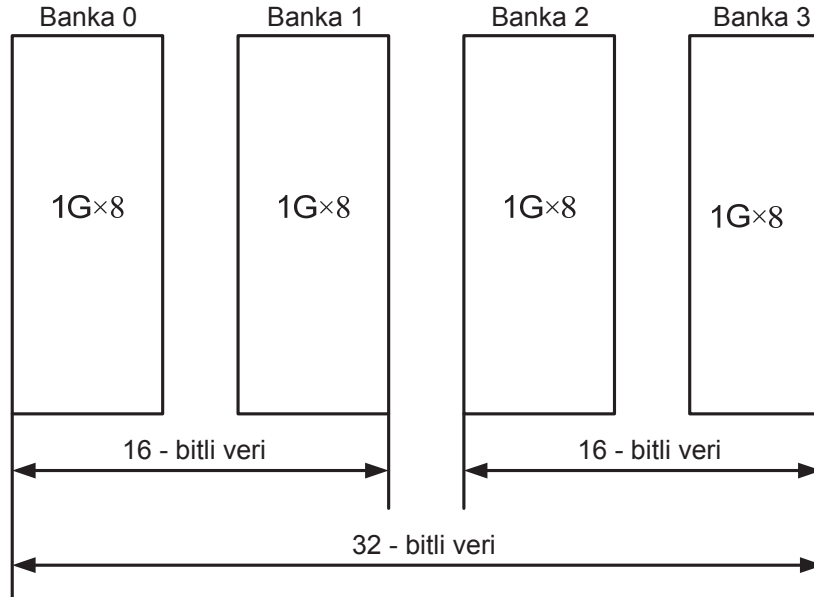 Banka 0 Banka 1 Banka 2 Banka 3
1G×8 1G×8 1G×8 1G×8
16 - bitli veri 16 - bitli veri
32 - bitli veri